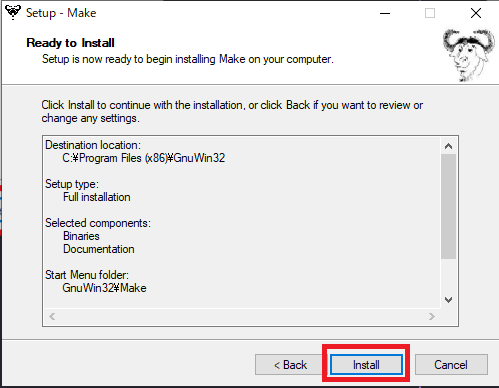 Setup - Make
Ready to Install
Setup is now ready to begin installing Make on your computer.
Click Install to continue with the installation, or click Back if you want to review or
change any settings.
Destination location:
C:¥Program Files (x86)¥GnuWin32
Setup type:
Full installation
Selected components:
Binaries
Documentation
Start Menu folder:
GnuWin32¥Make
< Back
Install
Cancel